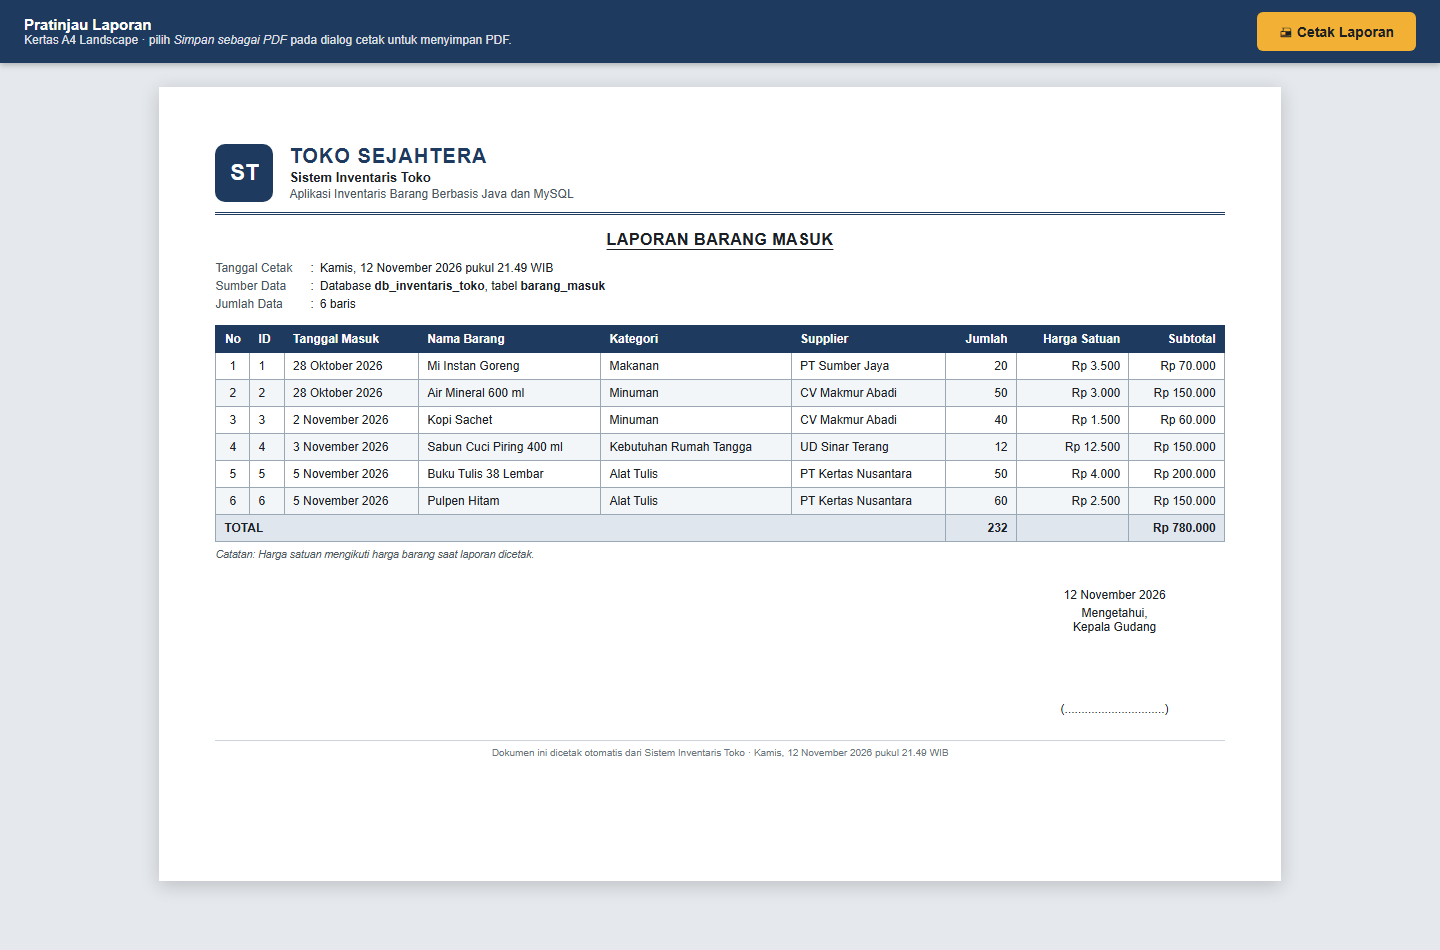 Pratinjau Laporan
Kertas A4 Landscape · pilih Simpan sebagai PDF pada dialog cetak untuk menyimpan PDF.
Cetak Laporan
ST
TOKO SEJAHTERA
Sistem Inventaris Toko
Aplikasi Inventaris Barang Berbasis Java dan MySQL
LAPORAN BARANG MASUK
Tanggal Cetak : Kamis, 12 November 2026 pukul 21.49 WIB
Sumber Data : Database db_inventaris_toko, tabel barang_masuk
Jumlah Data : 6 baris
No ID Tanggal Masuk Nama Barang Kategori Supplier Jumlah Harga Satuan Subtotal
1 1 28 Oktober 2026 Mi Instan Goreng Makanan PT Sumber Jaya 20 Rp 3.500 Rp 70.000
2 2 28 Oktober 2026 Air Mineral 600 ml Minuman CV Makmur Abadi 50 Rp 3.000 Rp 150.000
3 3 2 November 2026 Kopi Sachet Minuman CV Makmur Abadi 40 Rp 1.500 Rp 60.000
4 4 3 November 2026 Sabun Cuci Piring 400 ml Kebutuhan Rumah Tangga UD Sinar Terang 12 Rp 12.500 Rp 150.000
5 5 5 November 2026 Buku Tulis 38 Lembar Alat Tulis PT Kertas Nusantara 50 Rp 4.000 Rp 200.000
6 6 5 November 2026 Pulpen Hitam Alat Tulis PT Kertas Nusantara 60 Rp 2.500 Rp 150.000
TOTAL 232 Rp 780.000
Catatan: Harga satuan mengikuti harga barang saat laporan dicetak.
12 November 2026
Mengetahui,
Kepala Gudang
(..............................)
Dokumen ini dicetak otomatis dari Sistem Inventaris Toko · Kamis, 12 November 2026 pukul 21.49 WIB